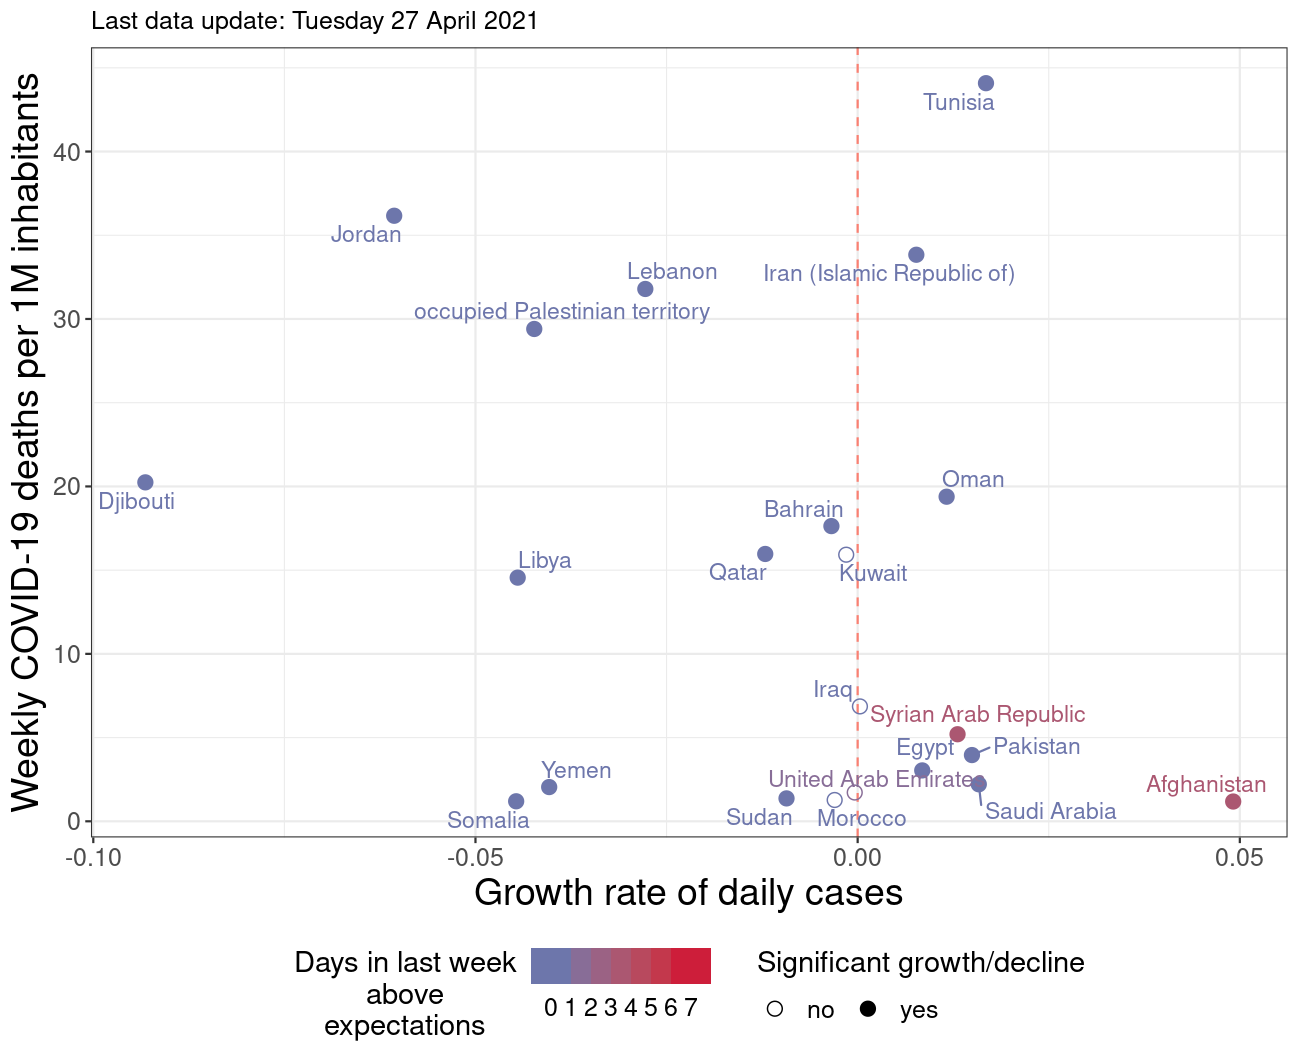 Last data update: Tuesday 27 April 2021
Weekly COVID-19 deaths per 1M inhabitants
40
30
20
10
0
Tunisia
Jordan
Lebanon
Iran (Islamic Republic of)
occupied Palestinian territory
Djibouti
Oman
Bahrain
Libya
Qatar
Kuwait
Iraq
Syrian Arab Republic
Egypt
Pakistan
Yemen
United Arab Emirates
Afghanistan
Somalia
Sudan
Morocco
Saudi Arabia
-0.10
-0.05
0.00
0.05
Growth rate of daily cases
Days in last week
above
expectations
0 1 2 3 4 5 6 7
Significant growth/decline
no
yes